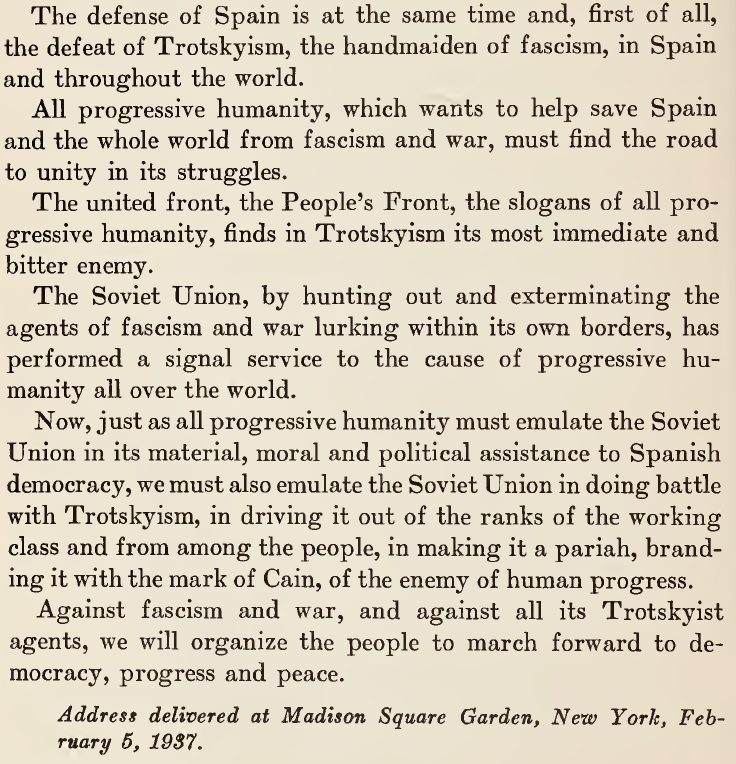 The defense of Spain is at the same time and, first of all,
the defeat of Trotskyism, the handmaiden of fascism, in Spain
and throughout the world.
All progressive humanity, which wants to help save Spain
and the whole world from fascism and war, must find the road
to unity in its struggles.
The united front, the People's Front, the slogans of all pro-
gressive humanity, finds in Trotskyism its most immediate and
bitter enemy.
The Soviet Union, by hunting out and exterminating the
agents of fascism and war lurking within its own borders, has
performed a signal service to the cause of progressive hu-
manity all over the world.
Now, just as all progressive humanity must emulate the Soviet
Union in its material, moral and political assistance to Spanish
democracy, we must also emulate the Soviet Union in doing battle
with Trotskyism, in driving it out of the ranks of the working
class and from among the people, in making it a pariah, brand-
ing it with the mark of Cain, of the enemy of human progress.
Against fascism and war, and against all its Trotskyist
agents, we will organize the people to march forward to de-
mocracy, progress and peace.
Address delivered at Madison Square Garden, New York, Feb-
ruary 5, 1937.